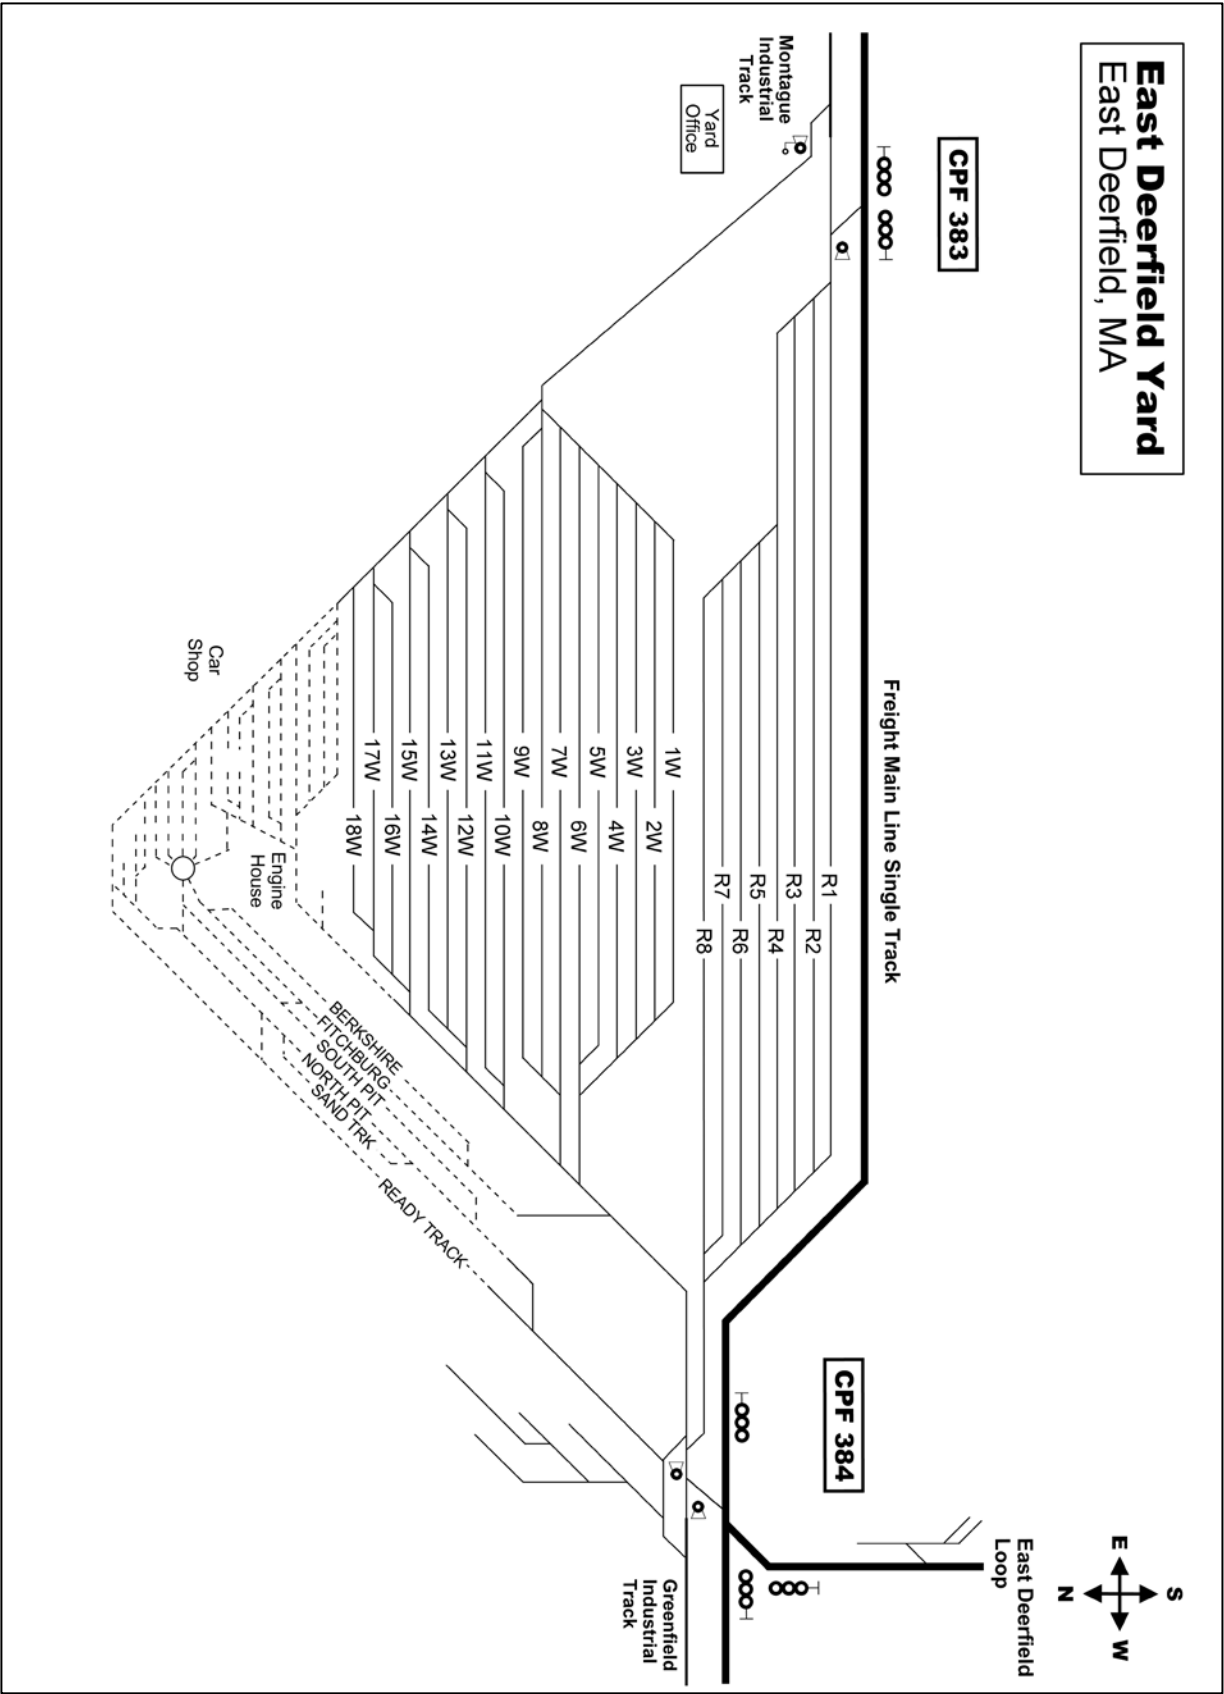 East Deerfield Yard
East Deerfield, MA
CPF 383
Montague
Industrial
Track
Yard
Office
Freight Main Line Single Track
R1
R2
R3
R4
R5
R6
R7
R8
1W
2W
3W
4W
5W
6W
7W
8W
9W
10W
11W
12W
13W
14W
15W
16W
17W
18W
Car
Shop
Engine
House
BERKSHIRE
FITCHBURG
SOUTH PIT
NORTH PIT
SAND TRK
READY TRACK
CPF 384
East Deerfield
Loop
Greenfield
Industrial
Track
E
S
N
W